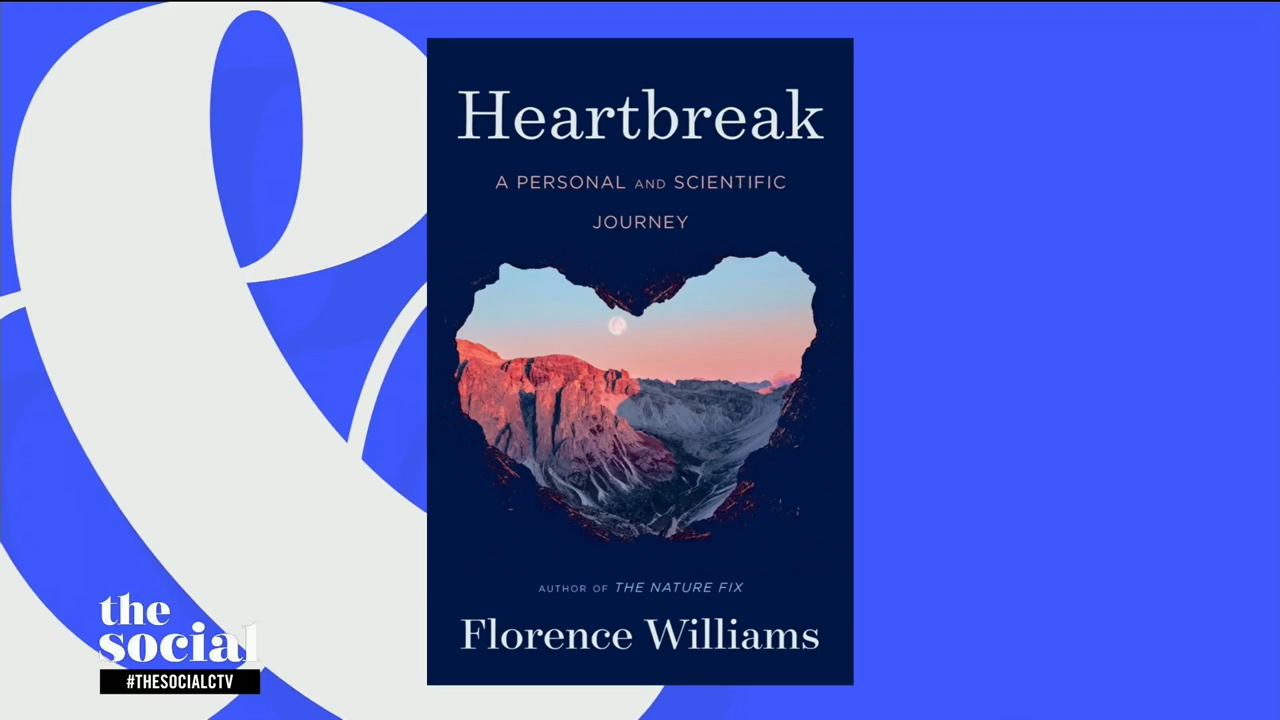 Heartbreak
A PERSONAL AND SCIENTIFIC
JOURNEY
AUTHOR OF THE NATURE FIX
Florence Williams
the
social
#THESOCIALCTV